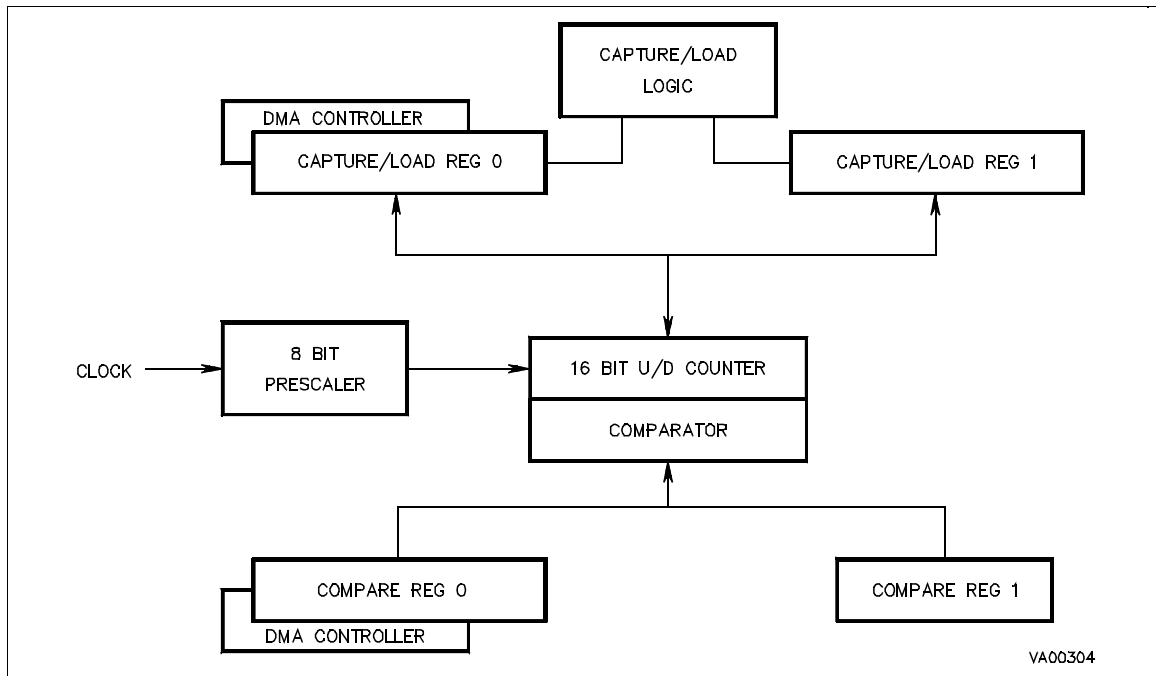 CAPTURE/LOAD
LOGIC
DMA CONTROLLER
CAPTURE/LOAD REG 0
CAPTURE/LOAD REG 1
CLOCK
8 BIT
PRESCALER
16 BIT U/D COUNTER
COMPARATOR
COMPARE REG 0
COMPARE REG 1
DMA CONTROLLER
VA00304